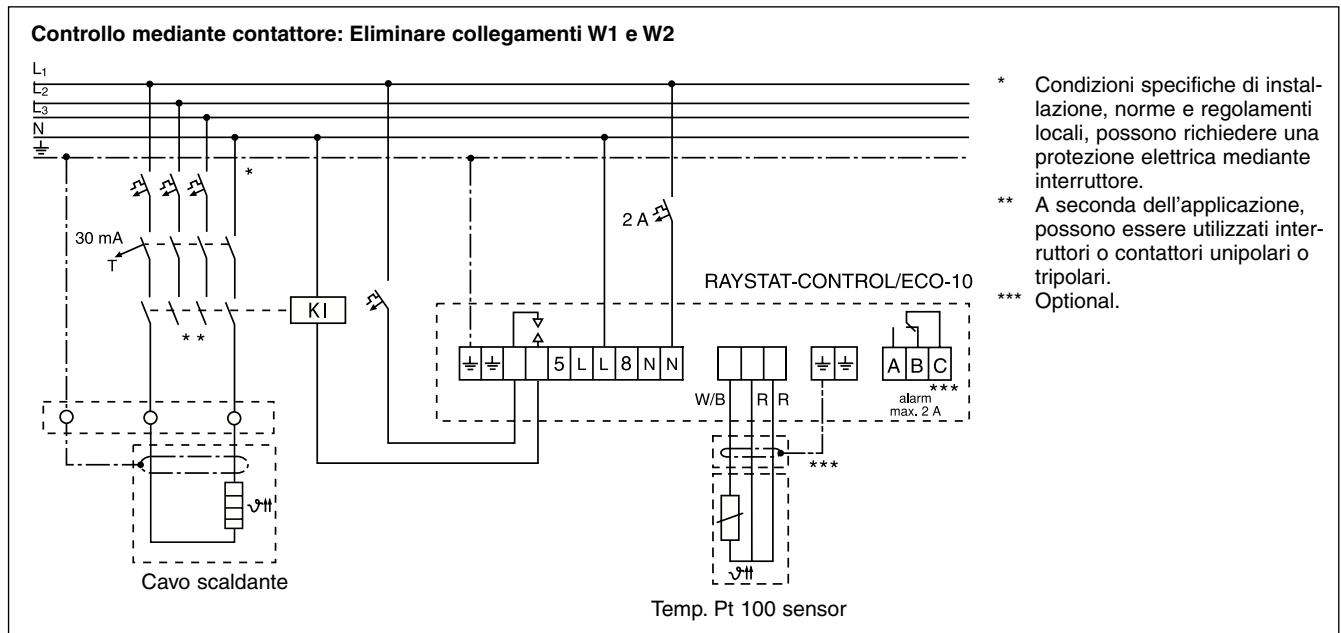 Controllo mediante contattore: Eliminare collegamenti W1 e W2
L1
L2
L3
N
*
30 mA
T
* *
KI
2 A
RAYSTAT-CONTROL/ECO-10
5 L L 8 N N
W/B R R
A B C
***
alarm
max. 2 A
***
ϑ
Cavo scaldante
ϑ
Temp. Pt 100 sensor
* Condizioni specifiche di instal-
lazione, norme e regolamenti
locali, possono richiedere una
protezione elettrica mediante
interruttore.
** A seconda dell'applicazione,
possono essere utilizzati inter-
ruttori o contattori unipolari o
tripolari.
*** Optional.